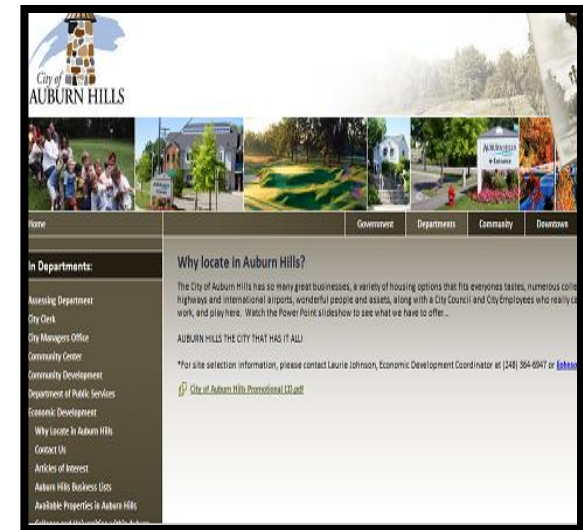 City of
AUBURN HILLS
AUBURN HILLS
Entrance
Home
Government
Departments
Community
Downtown
In Departments:
Assessing Department
City Clerk
City Managers Office
Community Center
Community Development
Department of Public Services
Economic Development
Why Locate in Auburn Hills
Contact Us
Articles of Interest
Auburn Hills Business Lists
Available Properties in Auburn Hills
Why locate in Auburn Hills?
The City of Auburn Hills has so many great businesses, a variety of housing options that fits everyones tastes, numerous colle
highways and international airports, wonderful people and assets, along with a City Council and City Employees who really c
work, and play here. Watch the Power Point slideshow to see what we have to offer...
AUBURN HILLS THE CITY THAT HAS IT ALL!
*For site selection information, please contact Laurie Johnson, Economic Development Coordinator at (248) 364-6947 or
City of Auburn Hills Promotional CD.pdf